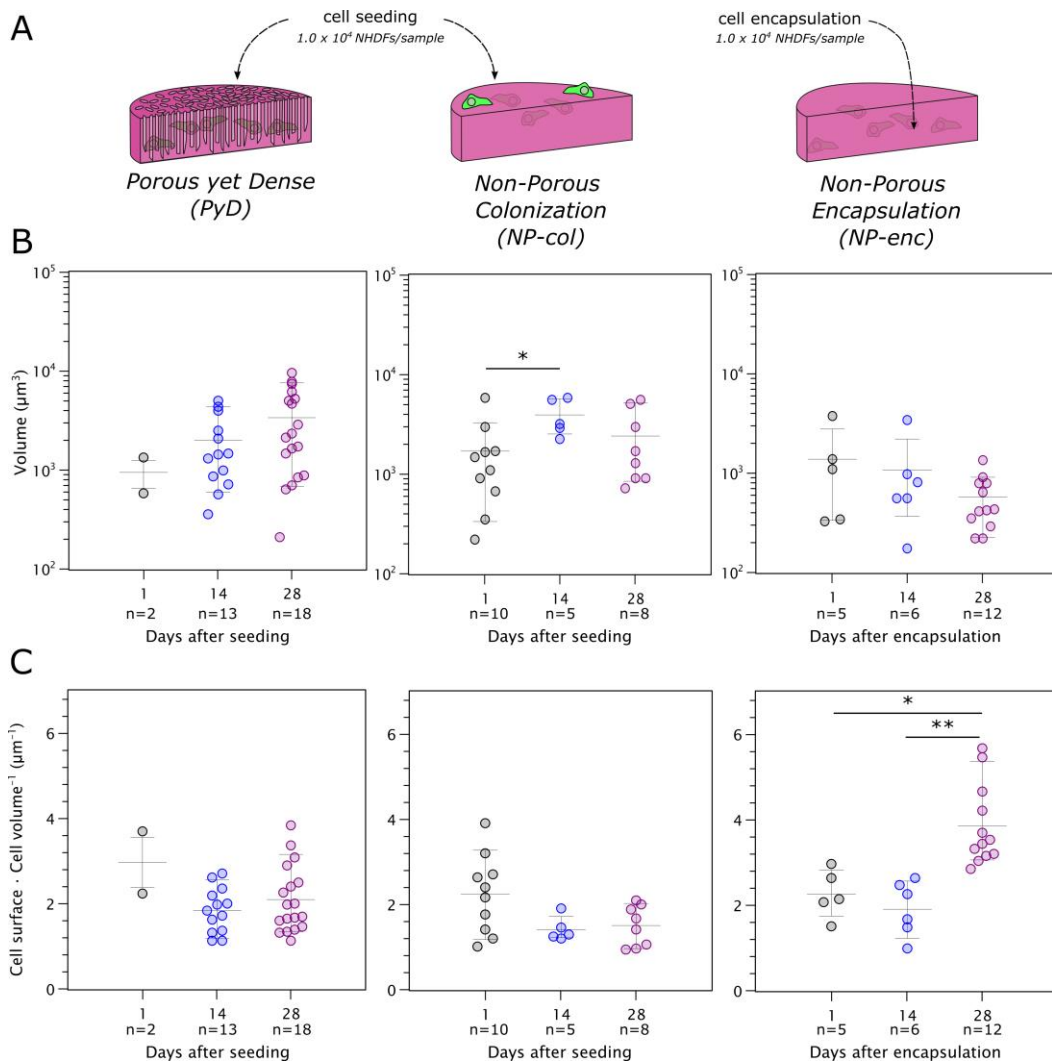 A
cell seeding
1.0 x 10⁴ NHDFs/sample
cell encapsulation
1.0 x 10⁴ NHDFs/sample
Porous yet Dense
(PyD)
Non-Porous
Colonization
(NP-col)
Non-Porous
Encapsulation
(NP-enc)
B
Volume (µm³)
10⁵
10⁴
10³
10²
1 14 28
n=2 n=13 n=18
Days after seeding
10⁵
10⁴
10³
10²
*
1 14 28
n=10 n=5 n=8
Days after seeding
10⁵
10⁴
10³
10²
1 14 28
n=5 n=6 n=12
Days after encapsulation
C
Cell surface · Cell volume⁻¹ (µm⁻¹)
6
4
2
0
1 14 28
n=2 n=13 n=18
Days after seeding
6
4
2
0
1 14 28
n=10 n=5 n=8
Days after seeding
6
4
2
0
*
**
1 14 28
n=5 n=6 n=12
Days after encapsulation